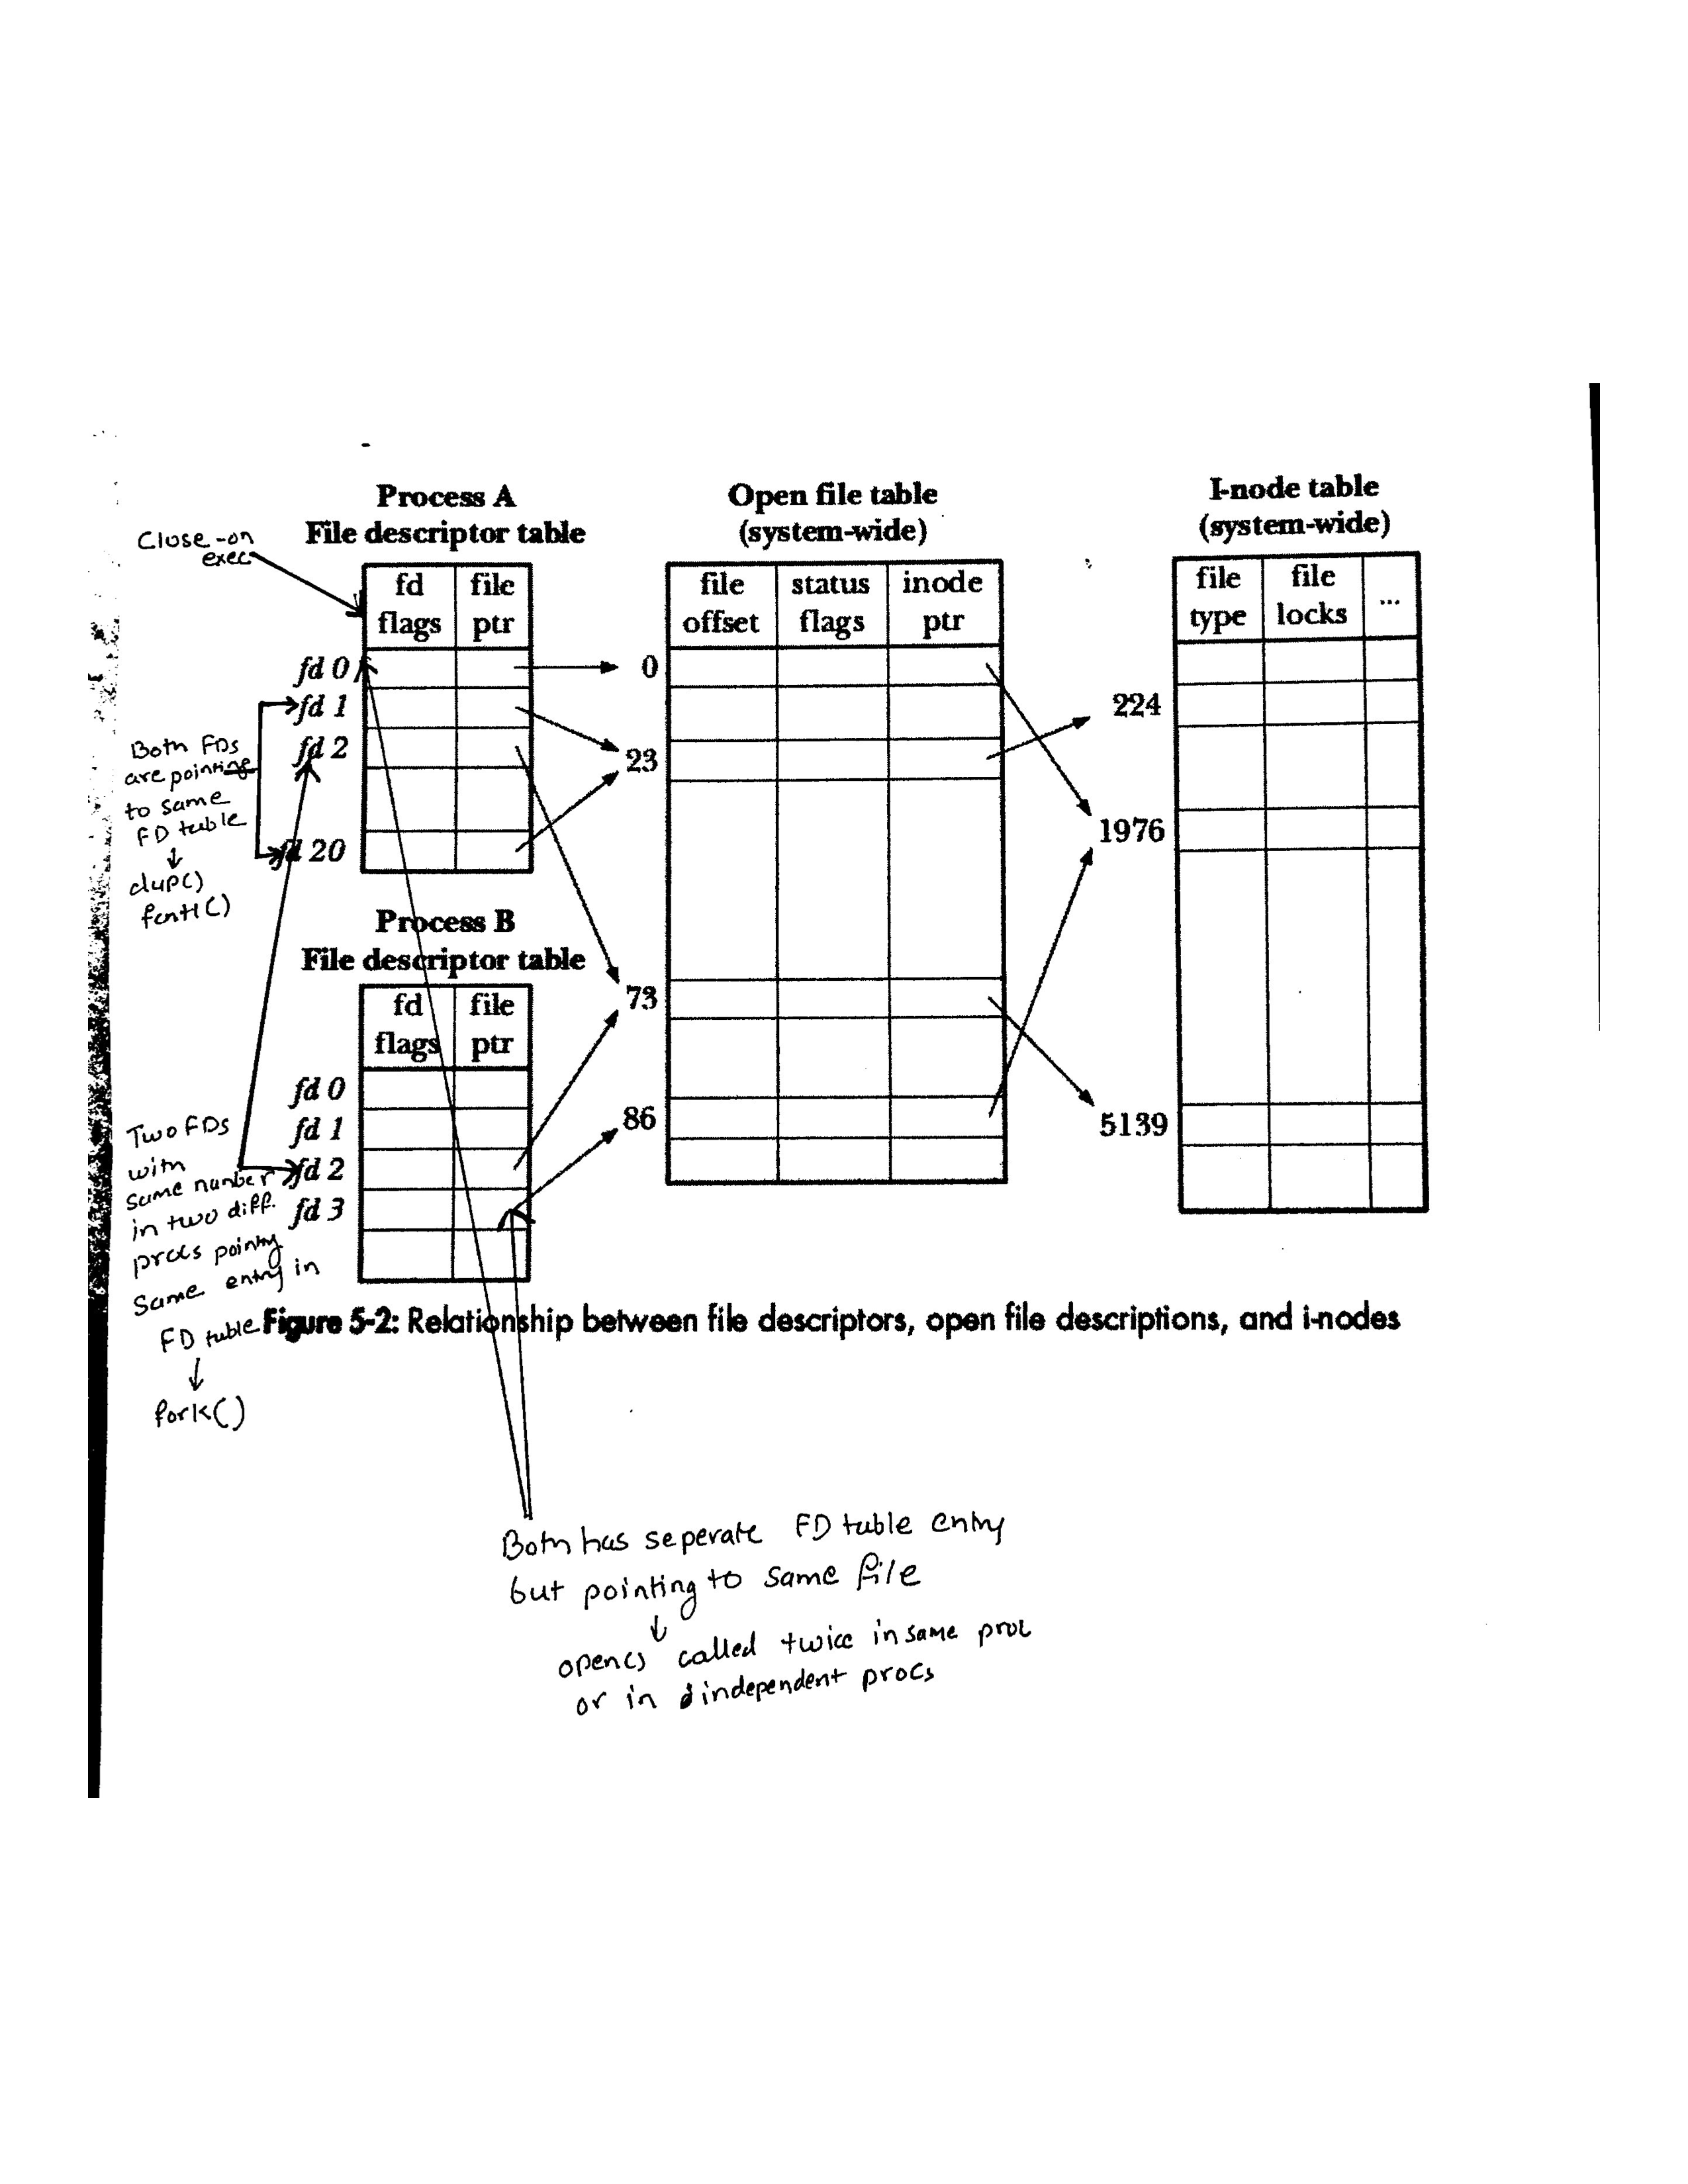 Process A
File descriptor table
Close-on
exec
fd
flags
file
ptr
fd 0
fd 1
fd 2
fd 20
Both FDs
are pointing
to same
FD table
↓
dup()
fcntl()
Process B
File descriptor table
fd
flags
file
ptr
fd 0
fd 1
fd 2
fd 3
Two FDs
with
same number
in two diff.
procs pointng
same entry in
FD table
↓
fork()
Open file table
(system-wide)
file
offset
status
flags
inode
ptr
0
23
73
86
I-node table
(system-wide)
file
type
file
locks
...
224
1976
5139
Figure 5-2: Relationship between file descriptors, open file descriptions, and i-nodes
Both has seperate FD table entry
but pointing to same file
↓
open() called twice in same proc
or in independent procs